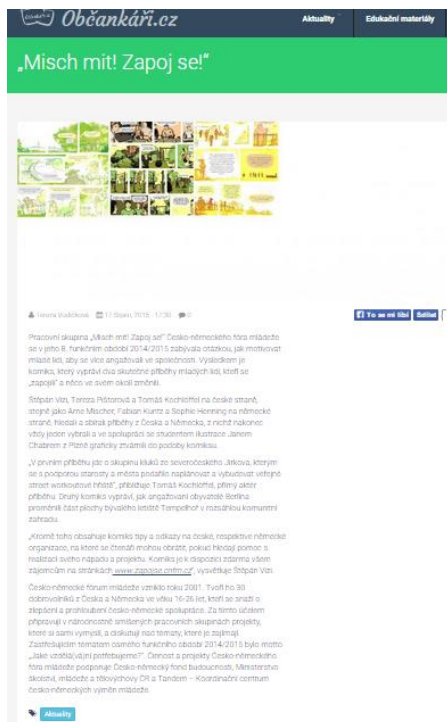 Občankáři.cz
Aktuality Edukační materiály
„Misch mit! Zapoj se!“
Tereza Vodičková 17 Srpen, 2015 - 17:30 0
To se mi líbí Sdílet
Pracovní skupina „Misch mit! Zapoj se!“ Česko-německého fóra mládeže
se v jeho 8. funkčním období 2014/2015 zabývala otázkou, jak motivovat
mladé lidi, aby se více angažovali ve společnosti. Výsledkem je
komiks, který vypráví dva skutečné příběhy mladých lidí, kteří se
„zapojili“ a něco ve svém okolí změnili.
Štěpán Vizi, Tereza Pištorová a Tomáš Kochlöffel na české straně,
stejně jako Arne Mischer, Fabian Kuntz a Sophie Henning na německé
straně, hledali a sbírali příběhy z Česka a Německa, z nichž nakonec
vždy jeden vybrali a ve spolupráci se studentem ilustrace Janem
Chabrem z Plzně graficky ztvárnili do podoby komiksu.
„V prvním příběhu jde o skupinu kluků ze severočeského Jirkova, kterým
se s podporou starosty a města podařilo naplánovat a vybudovat veřejné
street workoutové hřiště“, přibližuje Tomáš Kochlöffel, přímý aktér
příběhu. Druhý komiks vypráví, jak angažovaní obyvatelé Berlína
proměnili část plochy bývalého letiště Tempelhof v rozsáhlou komunitní
zahradu.
„Kromě toho obsahuje komiks tipy a odkazy na české, respektive německé
organizace, na které se čtenáři mohou obrátit, pokud hledají pomoc s
realizací svého nápadu a projektu. Komiks je k dispozici zdarma všem
zájemcům na stránkách www.zapojse.cnfm.cz“, vysvětluje Štěpán Vizi.
Česko-německé fórum mládeže vzniklo roku 2001. Tvoří ho 30
dobrovolníků z Česka a Německa ve věku 16-26 let, kteří se snaží o
zlepšení a prohloubení česko-německé spolupráce. Za tímto účelem
připravují v národnostně smíšených pracovních skupinách projekty,
které si sami vymyslí, a diskutují nad tématy, které je zajímají.
Zastřešujícím tématem osmého funkčního období 2014/2015 bylo motto
„Jaké vzdělá(vá)ní potřebujeme?“. Činnost a projekty Česko-německého
fóra mládeže podporuje Česko-německý fond budoucnosti, Ministerstvo
školství, mládeže a tělovýchovy ČR a Tandem – Koordinační centrum
česko-německých výměn mládeže.
Aktuality